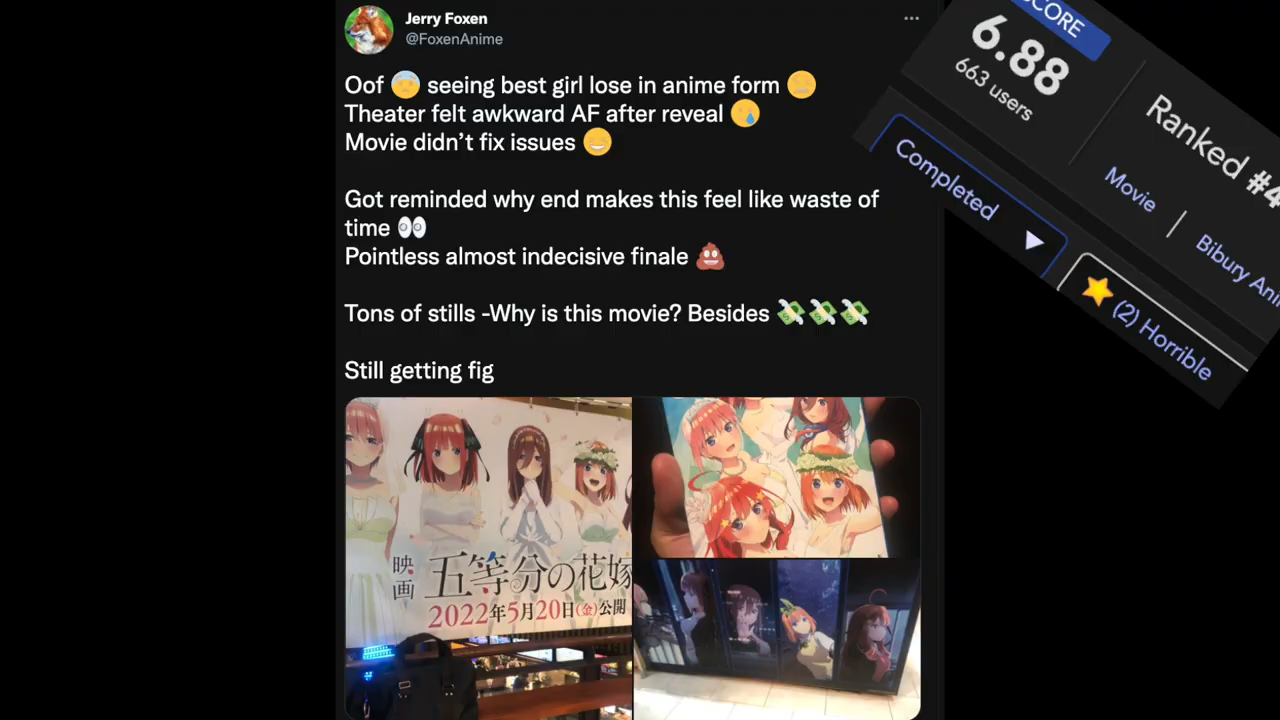 Jerry Foxen
@FoxenAnime
Oof 😨 seeing best girl lose in anime form 😑
Theater felt awkward AF after reveal 😢
Movie didn’t fix issues 😄
Got reminded why end makes this feel like waste of
time 👀
Pointless almost indecisive finale 💩
Tons of stills -Why is this movie? Besides 💸💸💸
Still getting fig
映画
五等分の花嫁
2022年5月20日(金)公開
SCORE
6.88
663 users
Ranked #4
Completed
Movie
Bibury Ani
⭐ (2) Horrible